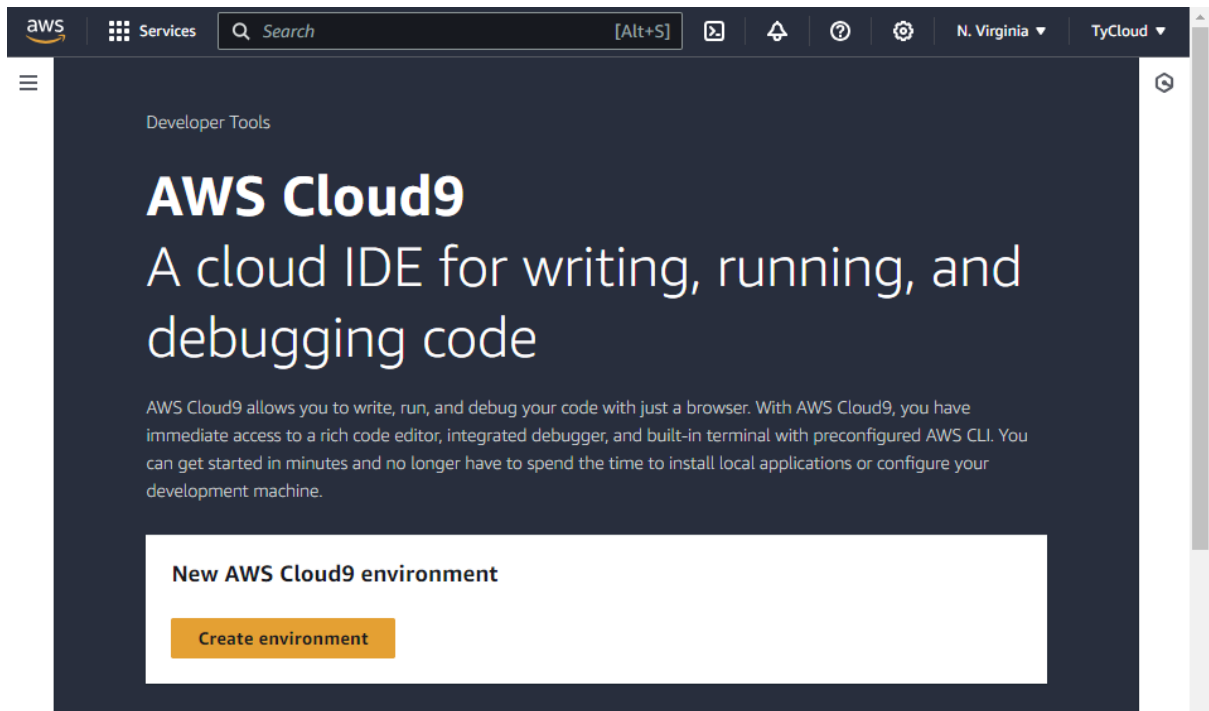 aws Services Search [Alt+S] N. Virginia ▼ TyCloud ▼
Developer Tools
AWS Cloud9
A cloud IDE for writing, running, and
debugging code
AWS Cloud9 allows you to write, run, and debug your code with just a browser. With AWS Cloud9, you have
immediate access to a rich code editor, integrated debugger, and built-in terminal with preconfigured AWS CLI. You
can get started in minutes and no longer have to spend the time to install local applications or configure your
development machine.
New AWS Cloud9 environment
Create environment